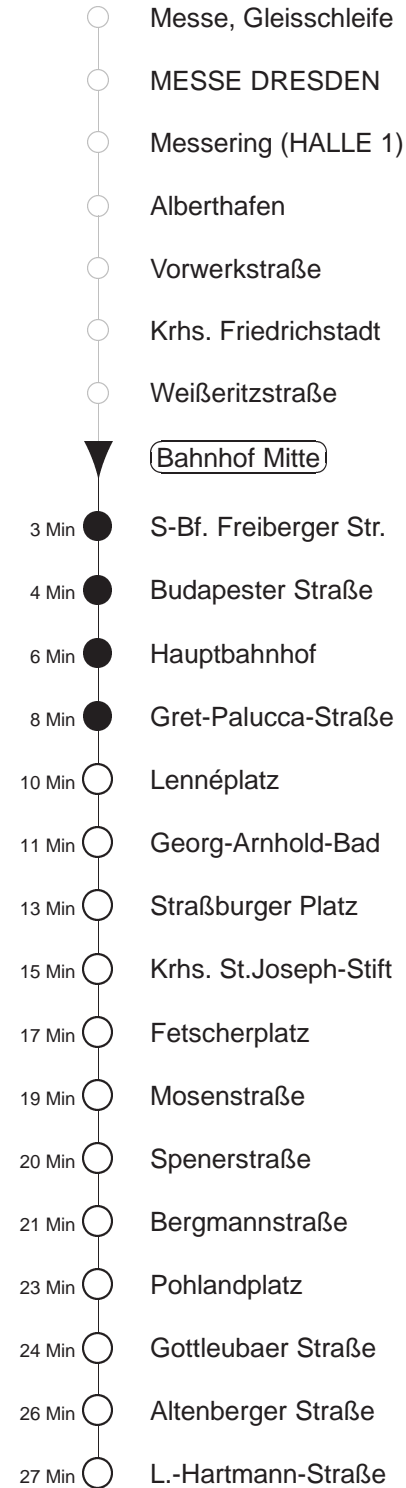 Messe, Gleisschleife
MESSE DRESDEN
Messering (HALLE 1)
Alberthafen
Vorwerkstraße
Krhs. Friedrichstadt
Weißeritzstraße
Bahnhof Mitte
3 Min S-Bf. Freiberger Str.
4 Min Budapester Straße
6 Min Hauptbahnhof
8 Min Gret-Palucca-Straße
10 Min Lennéplatz
11 Min Georg-Arnhold-Bad
13 Min Straßburger Platz
15 Min Krhs. St.Joseph-Stift
17 Min Fetscherplatz
19 Min Mosenstraße
20 Min Spenerstraße
21 Min Bergmannstraße
23 Min Pohlandplatz
24 Min Gottleubaer Straße
26 Min Altenberger Straße
27 Min L.-Hartmann-Straße